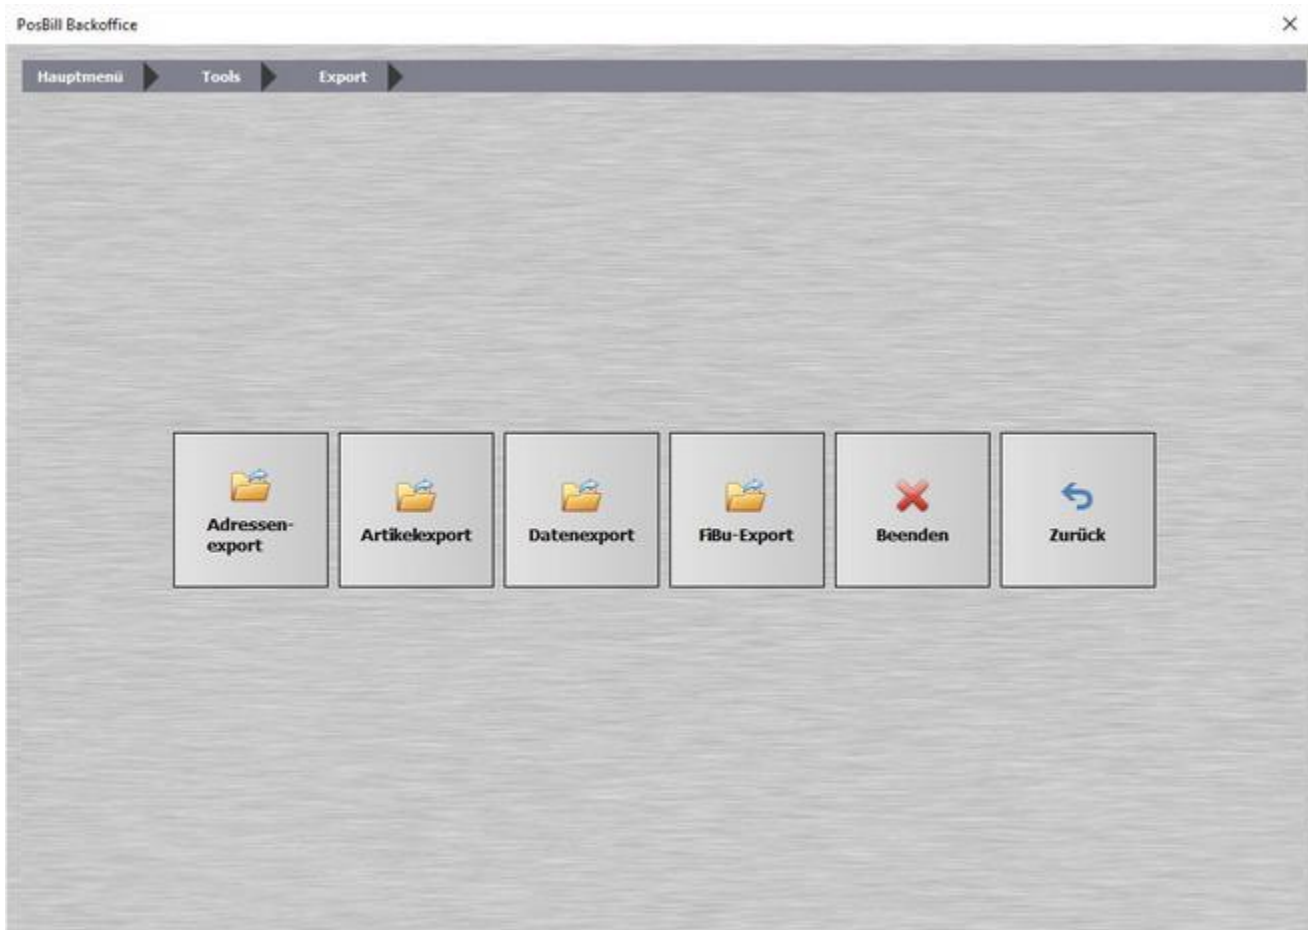 PosBill Backoffice
Hauptmenü Tools Export
Adressen-
export
Artikelexport
Datenexport
FiBu-Export
Beenden
Zurück